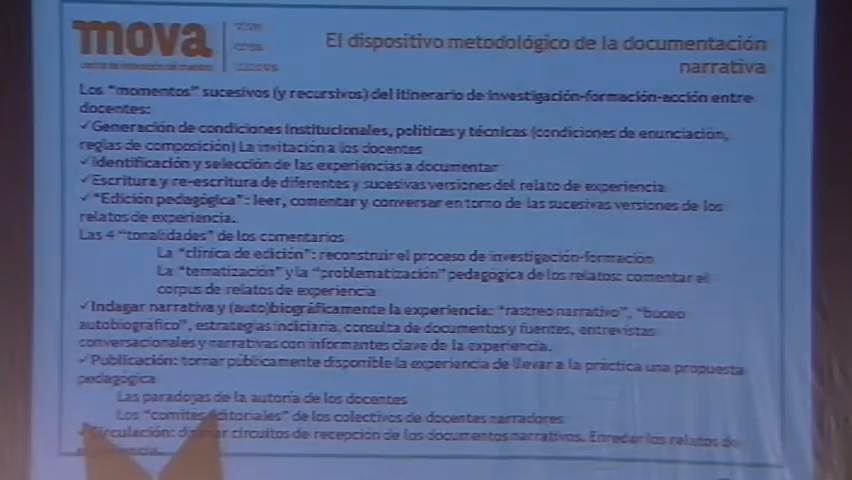 mova
El dispositivo metodológico de la documentación
narrativa
Los "momentos" sucesivos (y recursivos) del itinerario de investigación-formación-acción entre
docentes:
✓Generación de condiciones institucionales, políticas y técnicas (condiciones de enunciación,
reglas de composición) La invitación a los docentes
✓Identificación y selección de las experiencias a documentar
✓Escritura y re-escritura de diferentes y sucesivas versiones del relato de experiencia
✓"Edición pedagógica": leer, comentar y conversar en torno de las sucesivas versiones de los
relatos de experiencia.
Las 4 "tonalidades" de los comentarios
La "clínica de edición": reconstruir el proceso de investigación-formación
La "tematización" y la "problematización" pedagógica de los relatos: comentar el
corpus de relatos de experiencia
✓Indagar narrativa y (auto)biográficamente la experiencia: "rastreo narrativo", "buceo
autobiográfico", estrategias indiciaria, consulta de documentos y fuentes, entrevistas
conversacionales y narrativas con informantes clave de la experiencia.
✓Publicación: tornar públicamente disponible la experiencia de llevar a la práctica una propuesta
pedagógica
Las paradojas de la autoría de los docentes
Los "comités editoriales" de los colectivos de docentes narradores
circuitos de recepción de los documentos narrativos. Enredar los relatos de